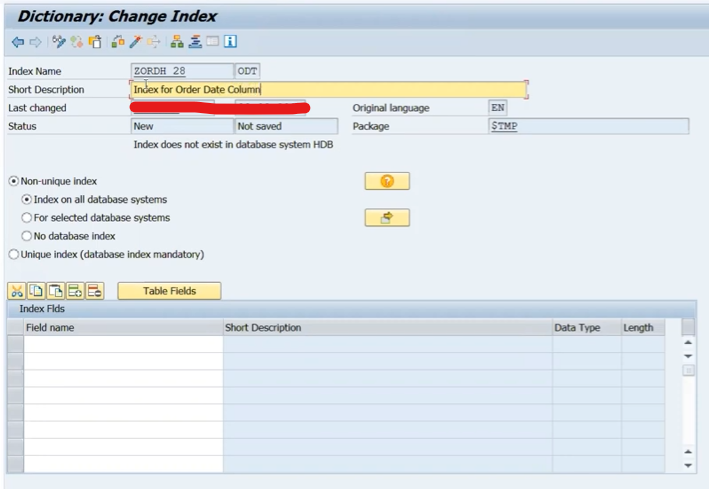 Dictionary: Change Index
Index Name ZORDH_28 ODT
Short Description Index for Order Date Column
Last changed Original language EN
Status New Not saved Package $TMP
Index does not exist in database system HDB
Non-unique index
Index on all database systems
For selected database systems
No database index
Unique index (database index mandatory)
Table Fields
Index Flds
Field name Short Description Data Type Length